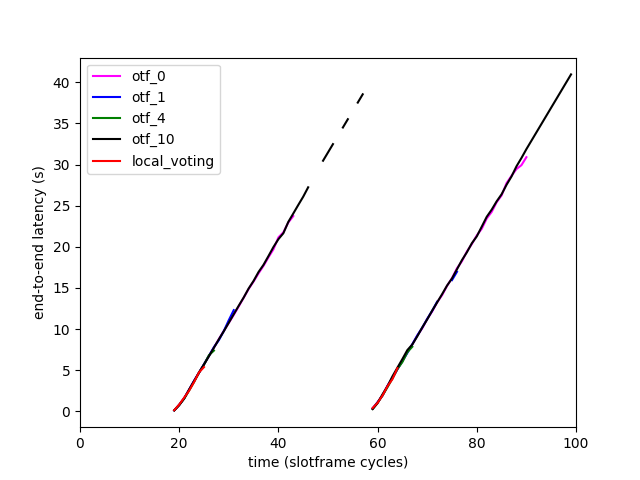 otf_0
otf_1
otf_4
otf_10
local_voting
end-to-end latency (s)
40
35
30
25
20
15
10
5
0
0 20 40 60 80 100
time (slotframe cycles)